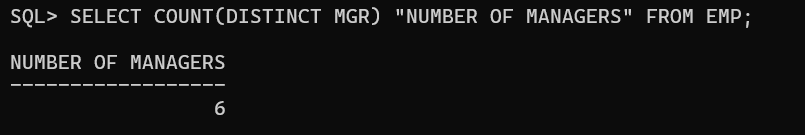 SQL> SELECT COUNT(DISTINCT MGR) "NUMBER OF MANAGERS" FROM EMP;
NUMBER OF MANAGERS
------------------
6